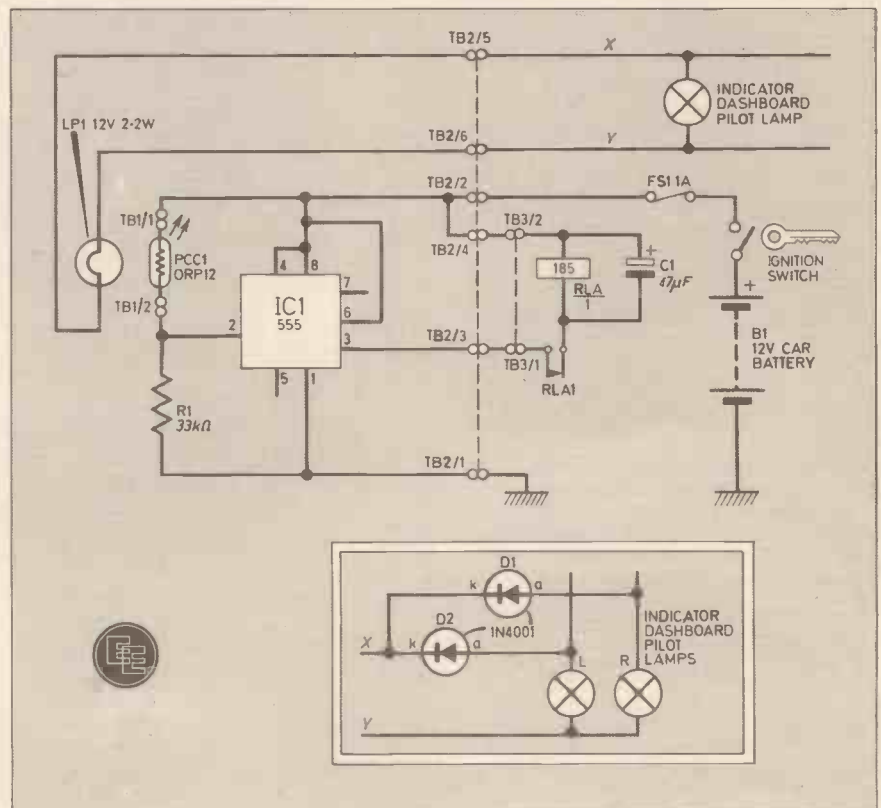 TB2/5
X
LP1 12V 2·2W
INDICATOR
DASHBOARD
PILOT LAMP
TB2/6
Y
TB2/2
FS1 1A
TB1/1
TB2/4
TB3/2
IGNITION
SWITCH
PCC1
ORP12
4
8
7
185
RLA
1
+
C1
47µF
+
TB1/2
IC1
555
6
2
3
TB2/3
TB3/1
B1
12V CAR
BATTERY
5
1
RLA1
R1
33kΩ
TB2/1
D1
k
a
D2
1N4001
INDICATOR
DASHBOARD
PILOT
LAMPS
X
k
a
L
R
Y
EE